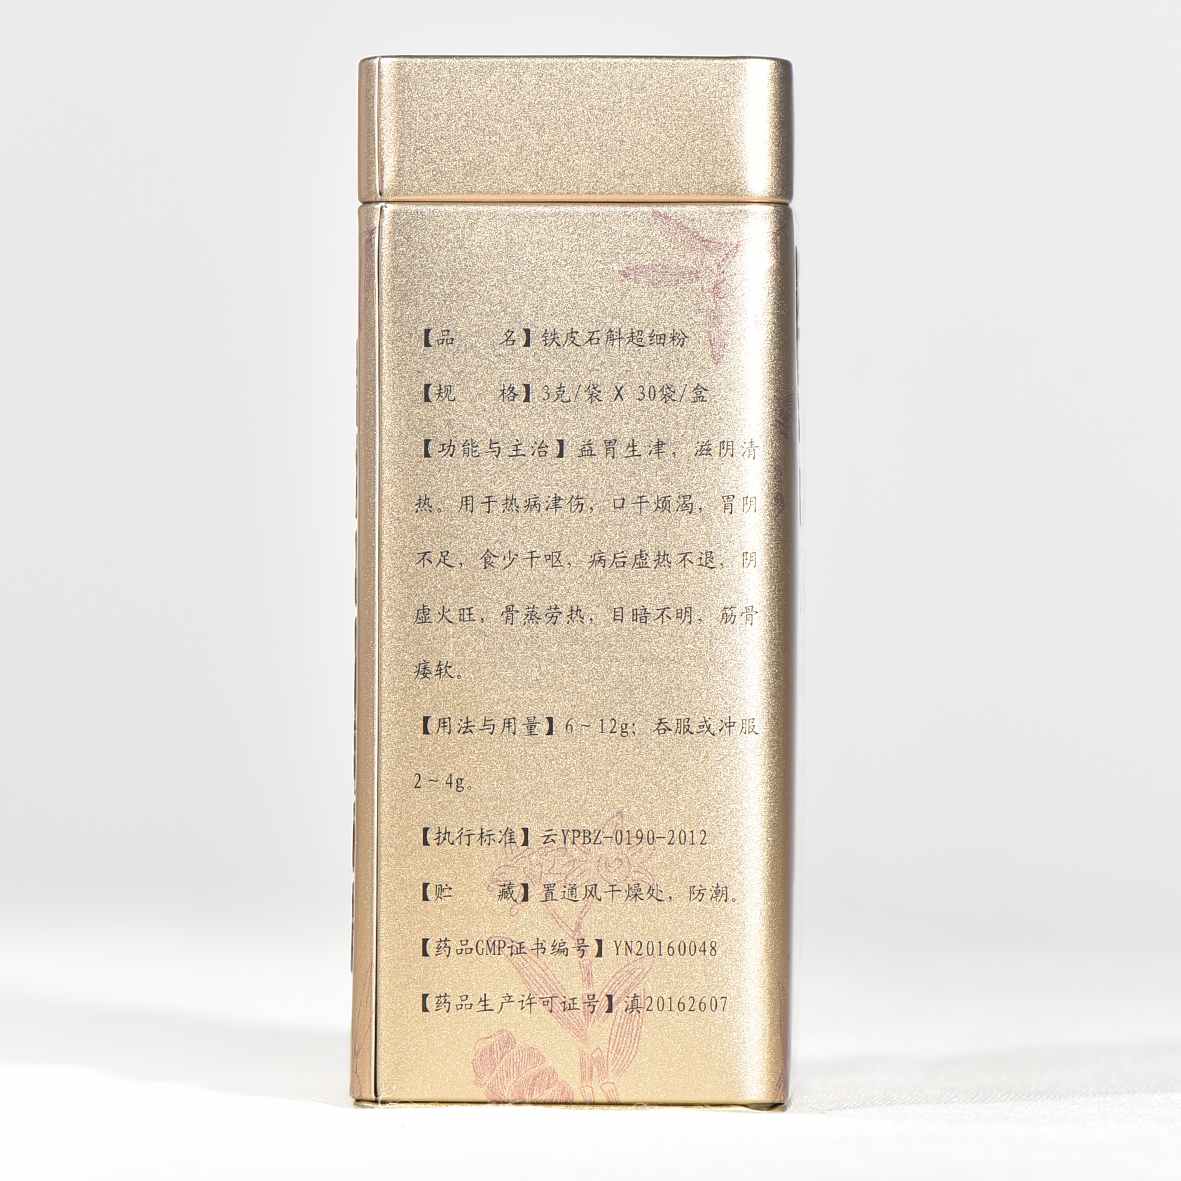 【品　　名】铁皮石斛超细粉
【规　　格】3克/袋 X 30袋/盒
【功能与主治】益胃生津，滋阴清
热。用于热病津伤，口干烦渴，胃阴
不足，食少干呕，病后虚热不退，阴
虚火旺，骨蒸劳热，目暗不明，筋骨
痿软。
【用法与用量】6～12g；吞服或冲服
2～4g。
【执行标准】云YPBZ-0190-2012
【贮　　藏】置通风干燥处，防潮。
【药品GMP证书编号】YN20160048
【药品生产许可证号】滇20162607